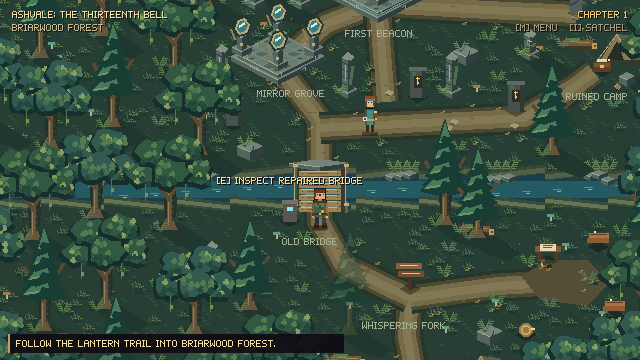 ASHVALE: THE THIRTEENTH BELL
BRIARWOOD FOREST
CHAPTER 1
[M] MENU [I] SATCHEL
FIRST BEACON
MIRROR GROVE
RUINED CAMP
[E] INSPECT REPAIRED BRIDGE
OLD BRIDGE
WHISPERING FORK
FOLLOW THE LANTERN TRAIL INTO BRIARWOOD FOREST.